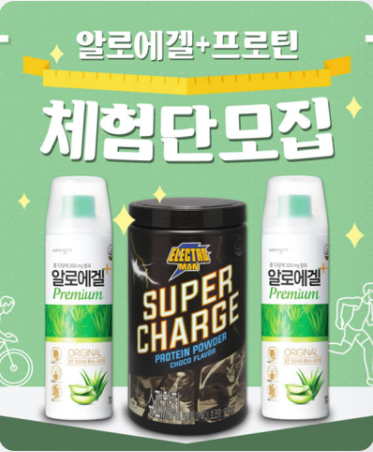 알로에겔+프로틴
체험단모집
알로에겔
Premium
ORIGINAL
ELECTRO
MAN
SUPER
CHARGE
PROTEIN POWDER
CHOCO FLAVOR
알로에겔
Premium
ORIGINAL